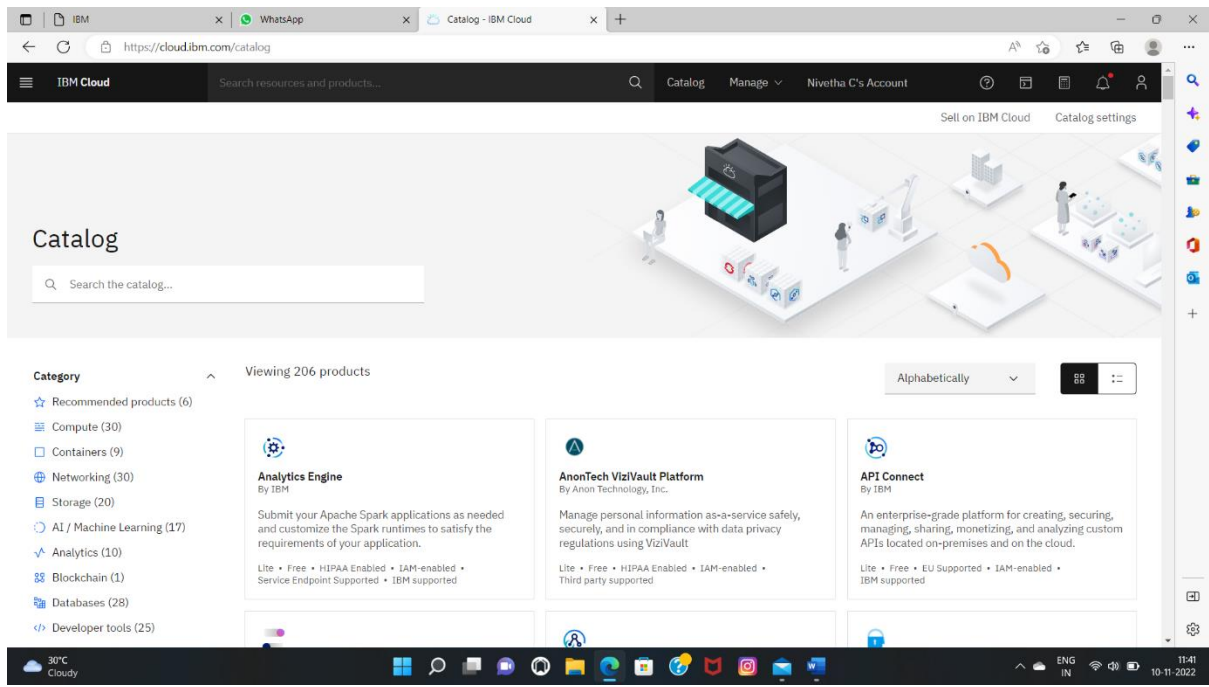 IBM
WhatsApp
Catalog - IBM Cloud
https://cloud.ibm.com/catalog
IBM Cloud
Search resources and products...
Catalog
Manage
Nivetha C's Account
Sell on IBM Cloud
Catalog settings
Catalog
Search the catalog...
Category
Recommended products (6)
Compute (30)
Containers (9)
Networking (30)
Storage (20)
AI / Machine Learning (17)
Analytics (10)
Blockchain (1)
Databases (28)
Developer tools (25)
Viewing 206 products
Alphabetically
Analytics Engine
By IBM
Submit your Apache Spark applications as needed
and customize the Spark runtimes to satisfy the
requirements of your application.
Lite • Free • HIPAA Enabled • IAM-enabled •
Service Endpoint Supported • IBM supported
AnonTech ViziVault Platform
By Anon Technology, Inc.
Manage personal information as-a-service safely,
securely, and in compliance with data privacy
regulations using ViziVault
Lite • Free • HIPAA Enabled • IAM-enabled •
Third party supported
API Connect
By IBM
An enterprise-grade platform for creating, securing,
managing, sharing, monetizing, and analyzing custom
APIs located on-premises and on the cloud.
Lite • Free • EU Supported • IAM-enabled •
IBM supported
30°C
Cloudy
ENG
IN
11:41
10-11-2022